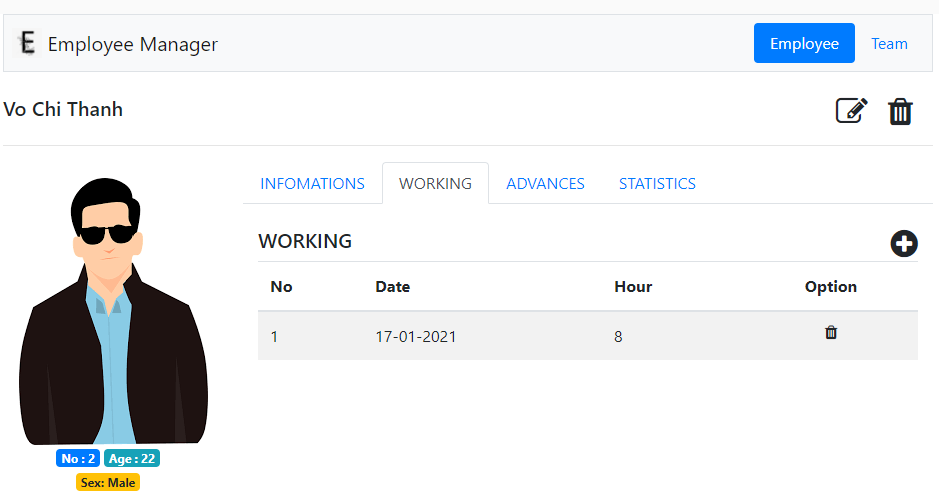 E Employee Manager Employee Team
Vo Chi Thanh
INFOMATIONS WORKING ADVANCES STATISTICS
WORKING
No Date Hour Option
1 17-01-2021 8
No : 2 Age : 22
Sex: Male